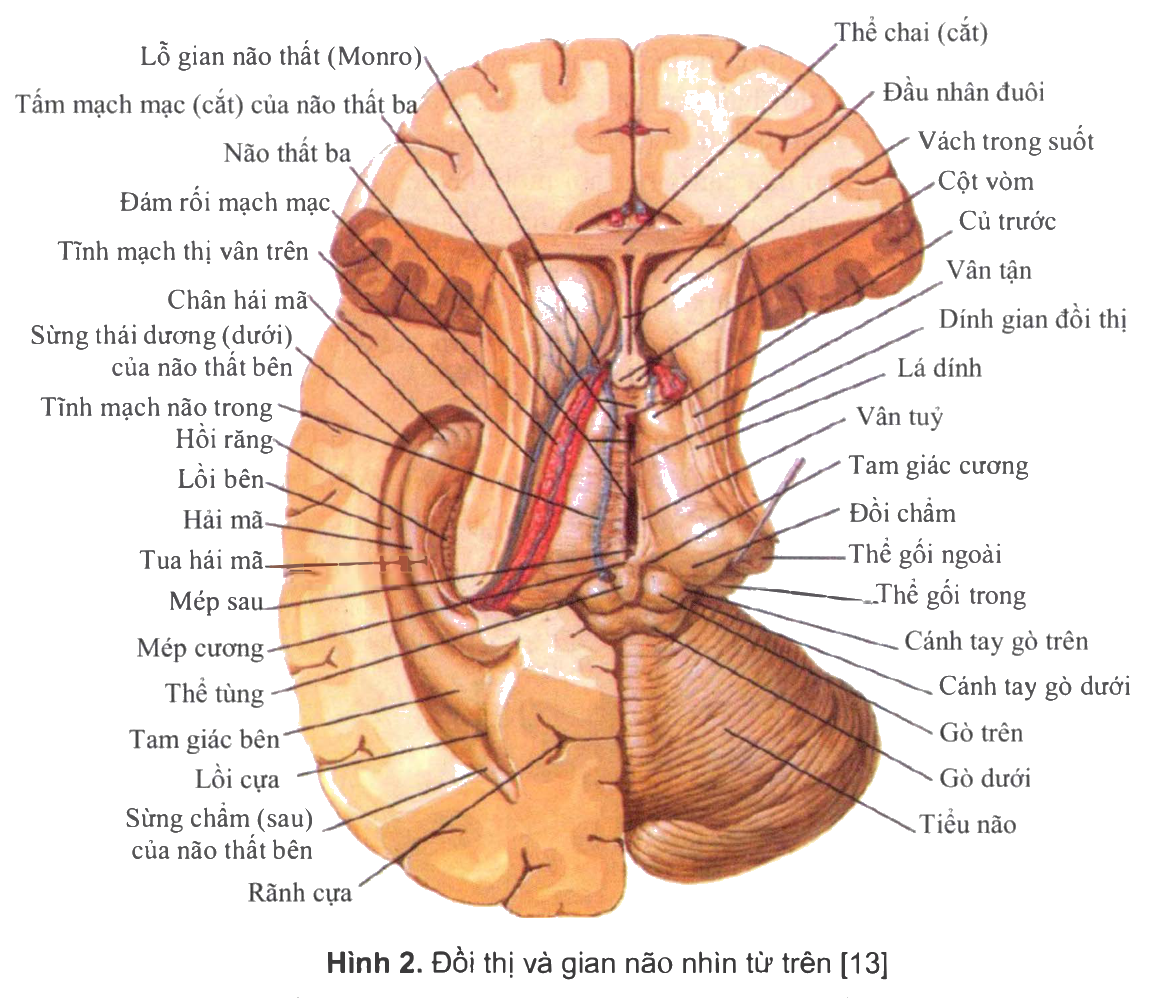 Lỗ gian não thất (Monro)
Tấm mạch mạc (cắt) của não thất ba
Não thất ba
Đám rối mạch mạc
Tĩnh mạch thị vân trên
Chân hái mã
Sừng thái dương (dưới)
của não thất bên
Tĩnh mạch não trong
Hồi răng
Lồi bên
Hải mã
Tua hái mã
Mép sau
Mép cương
Thể tùng
Tam giác bên
Lồi cựa
Sừng chẩm (sau)
của não thất bên
Rãnh cựa
Thể chai (cắt)
Đầu nhân đuôi
Vách trong suốt
Cột vòm
Củ trước
Vân tận
Dính gian đồi thị
Lá dính
Vân tuỷ
Tam giác cương
Đồi chẩm
Thể gối ngoài
Thể gối trong
Cánh tay gò trên
Cánh tay gò dưới
Gò trên
Gò dưới
Tiểu não
Hình 2. Đồi thị và gian não nhìn từ trên [13]